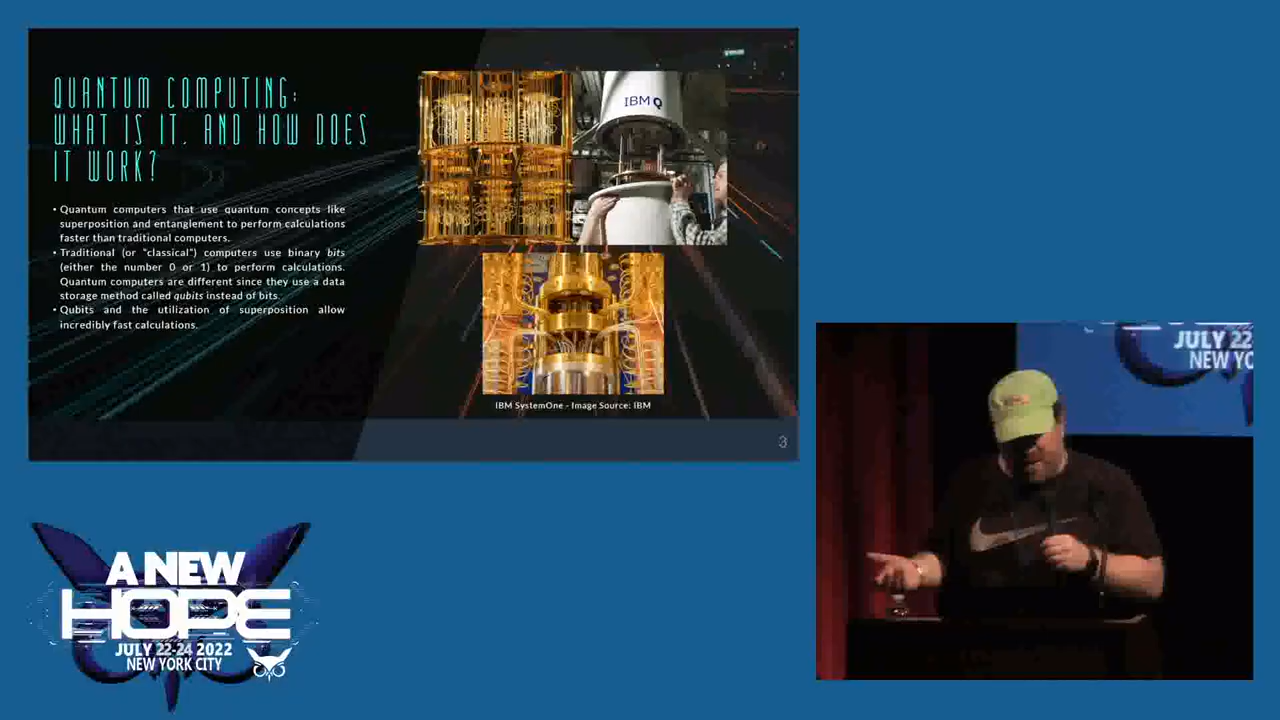 QUANTUM COMPUTING:
WHAT IS IT, AND HOW DOES
IT WORK?
• Quantum computers that use quantum concepts like
superposition and entanglement to perform calculations
faster than traditional computers.
• Traditional (or "classical") computers use binary bits
(either the number 0 or 1) to perform calculations.
Quantum computers are different since they use a data
storage method called qubits instead of bits.
• Qubits and the utilization of superposition allow
incredibly fast calculations.
IBM Q
IBM SystemOne - Image Source: IBM
3
JULY 22
NEW YO
A NEW
HOPE
JULY 22-24 2022
NEW YORK CITY